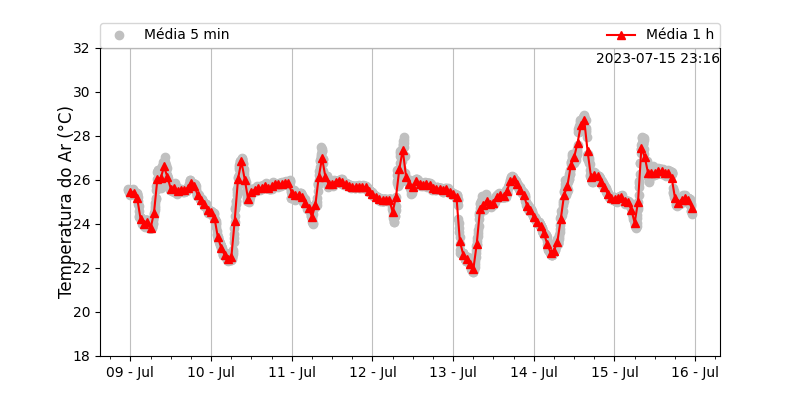 Média 5 min
Média 1 h
2023-07-15 23:16
Temperatura do Ar (°C)
32
30
28
26
24
22
20
18
09 - Jul
10 - Jul
11 - Jul
12 - Jul
13 - Jul
14 - Jul
15 - Jul
16 - Jul